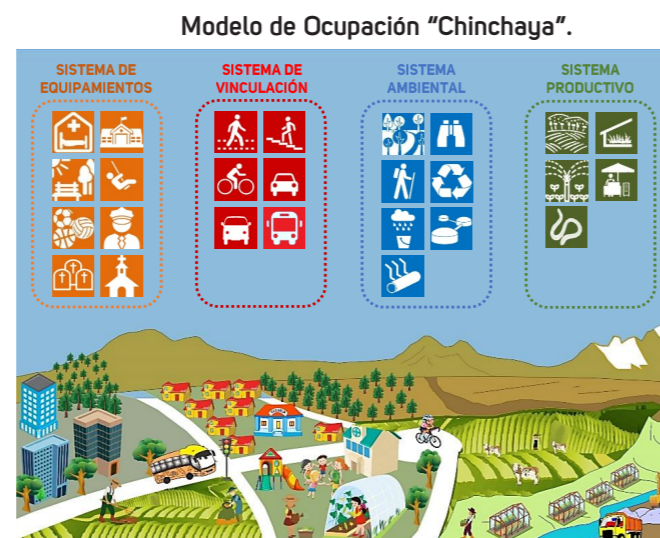 Modelo de Ocupación “Chinchaya”.
SISTEMA DE
EQUIPAMIENTOS
SISTEMA DE
VINCULACIÓN
SISTEMA
AMBIENTAL
SISTEMA
PRODUCTIVO